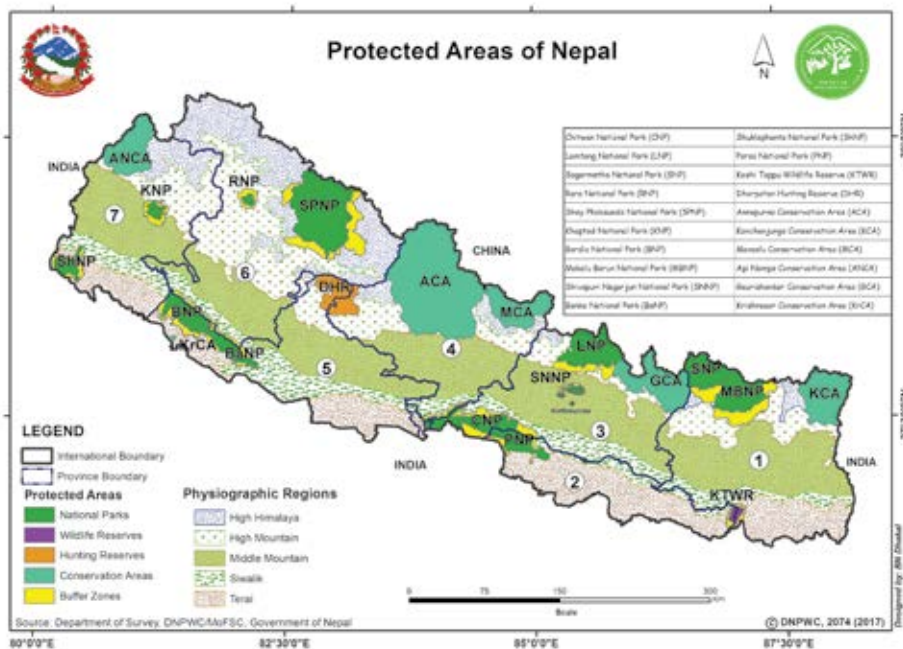 Protected Areas of Nepal
N
Chitwan National Park (CNP)
Shuklaphanta National Park (ShNP)
Parsa National Park (PNP)
Koshi Tappu Wildlife Reserve (KTWR)
Rara National Park (RNP)
Dhorpatan Hunting Reserve (DHR)
Shey Phoksundo National Park (SPNP)
Annapurna Conservation Area (ACA)
Khaptad National Park (KNP)
Kanchenjunga Conservation Area (KCA)
Bardia National Park (BNP)
Manaslu Conservation Area (MCA)
Makalu Barun National Park (MBNP)
Api Nampa Conservation Area (ANCA)
Shivapuri Nagarjun National Park (SNNP)
Gaurishankar Conservation Area (GCA)
Banke National Park (BaNP)
Krishnasar Conservation Area (KrCA)
INDIA
ANCA
KNP
RNP
SPNP
7
CHINA
ShNP
6
DHR
ACA
MCA
BNP
KrCA
BaNP
4
5
LNP
SNNP
GCA
SNP
MBNP
KCA
CNP
PNP
3
INDIA
2
1
INDIA
KTWR
LEGEND
International Boundary
Province Boundary
Protected Areas
National Parks
Wildlife Reserves
Hunting Reserves
Conservation Areas
Buffer Zones
Physiographic Regions
High Himalaya
High Mountain
Middle Mountain
Siwalik
Terai
0 75 150 300
Scale
Source: Department of Survey, DNPWC/MoFSC, Government of Nepal
© DNPWC, 2074 (2017)
80°0'0"E 82°30'0"E 85°0'0"E 87°30'0"E